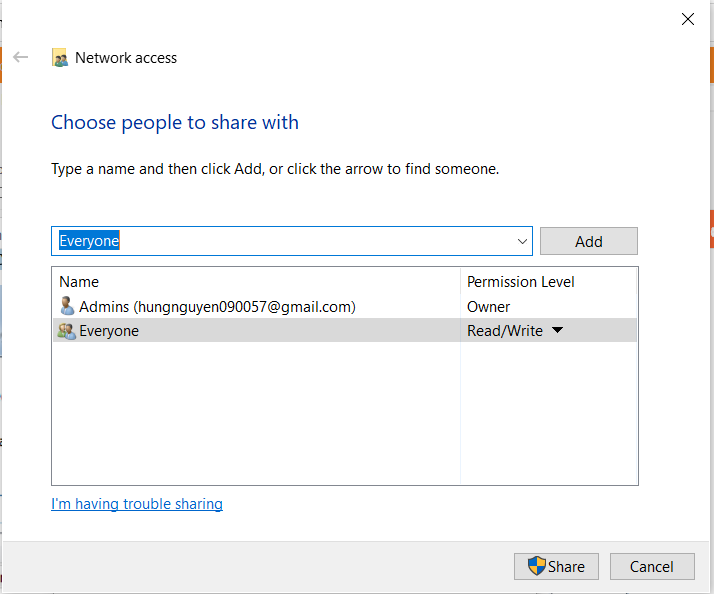 Network access
Choose people to share with
Type a name and then click Add, or click the arrow to find someone.
Everyone Add
Name Permission Level
Admins (hungnguyen090057@gmail.com) Owner
Everyone Read/Write
I'm having trouble sharing
Share Cancel